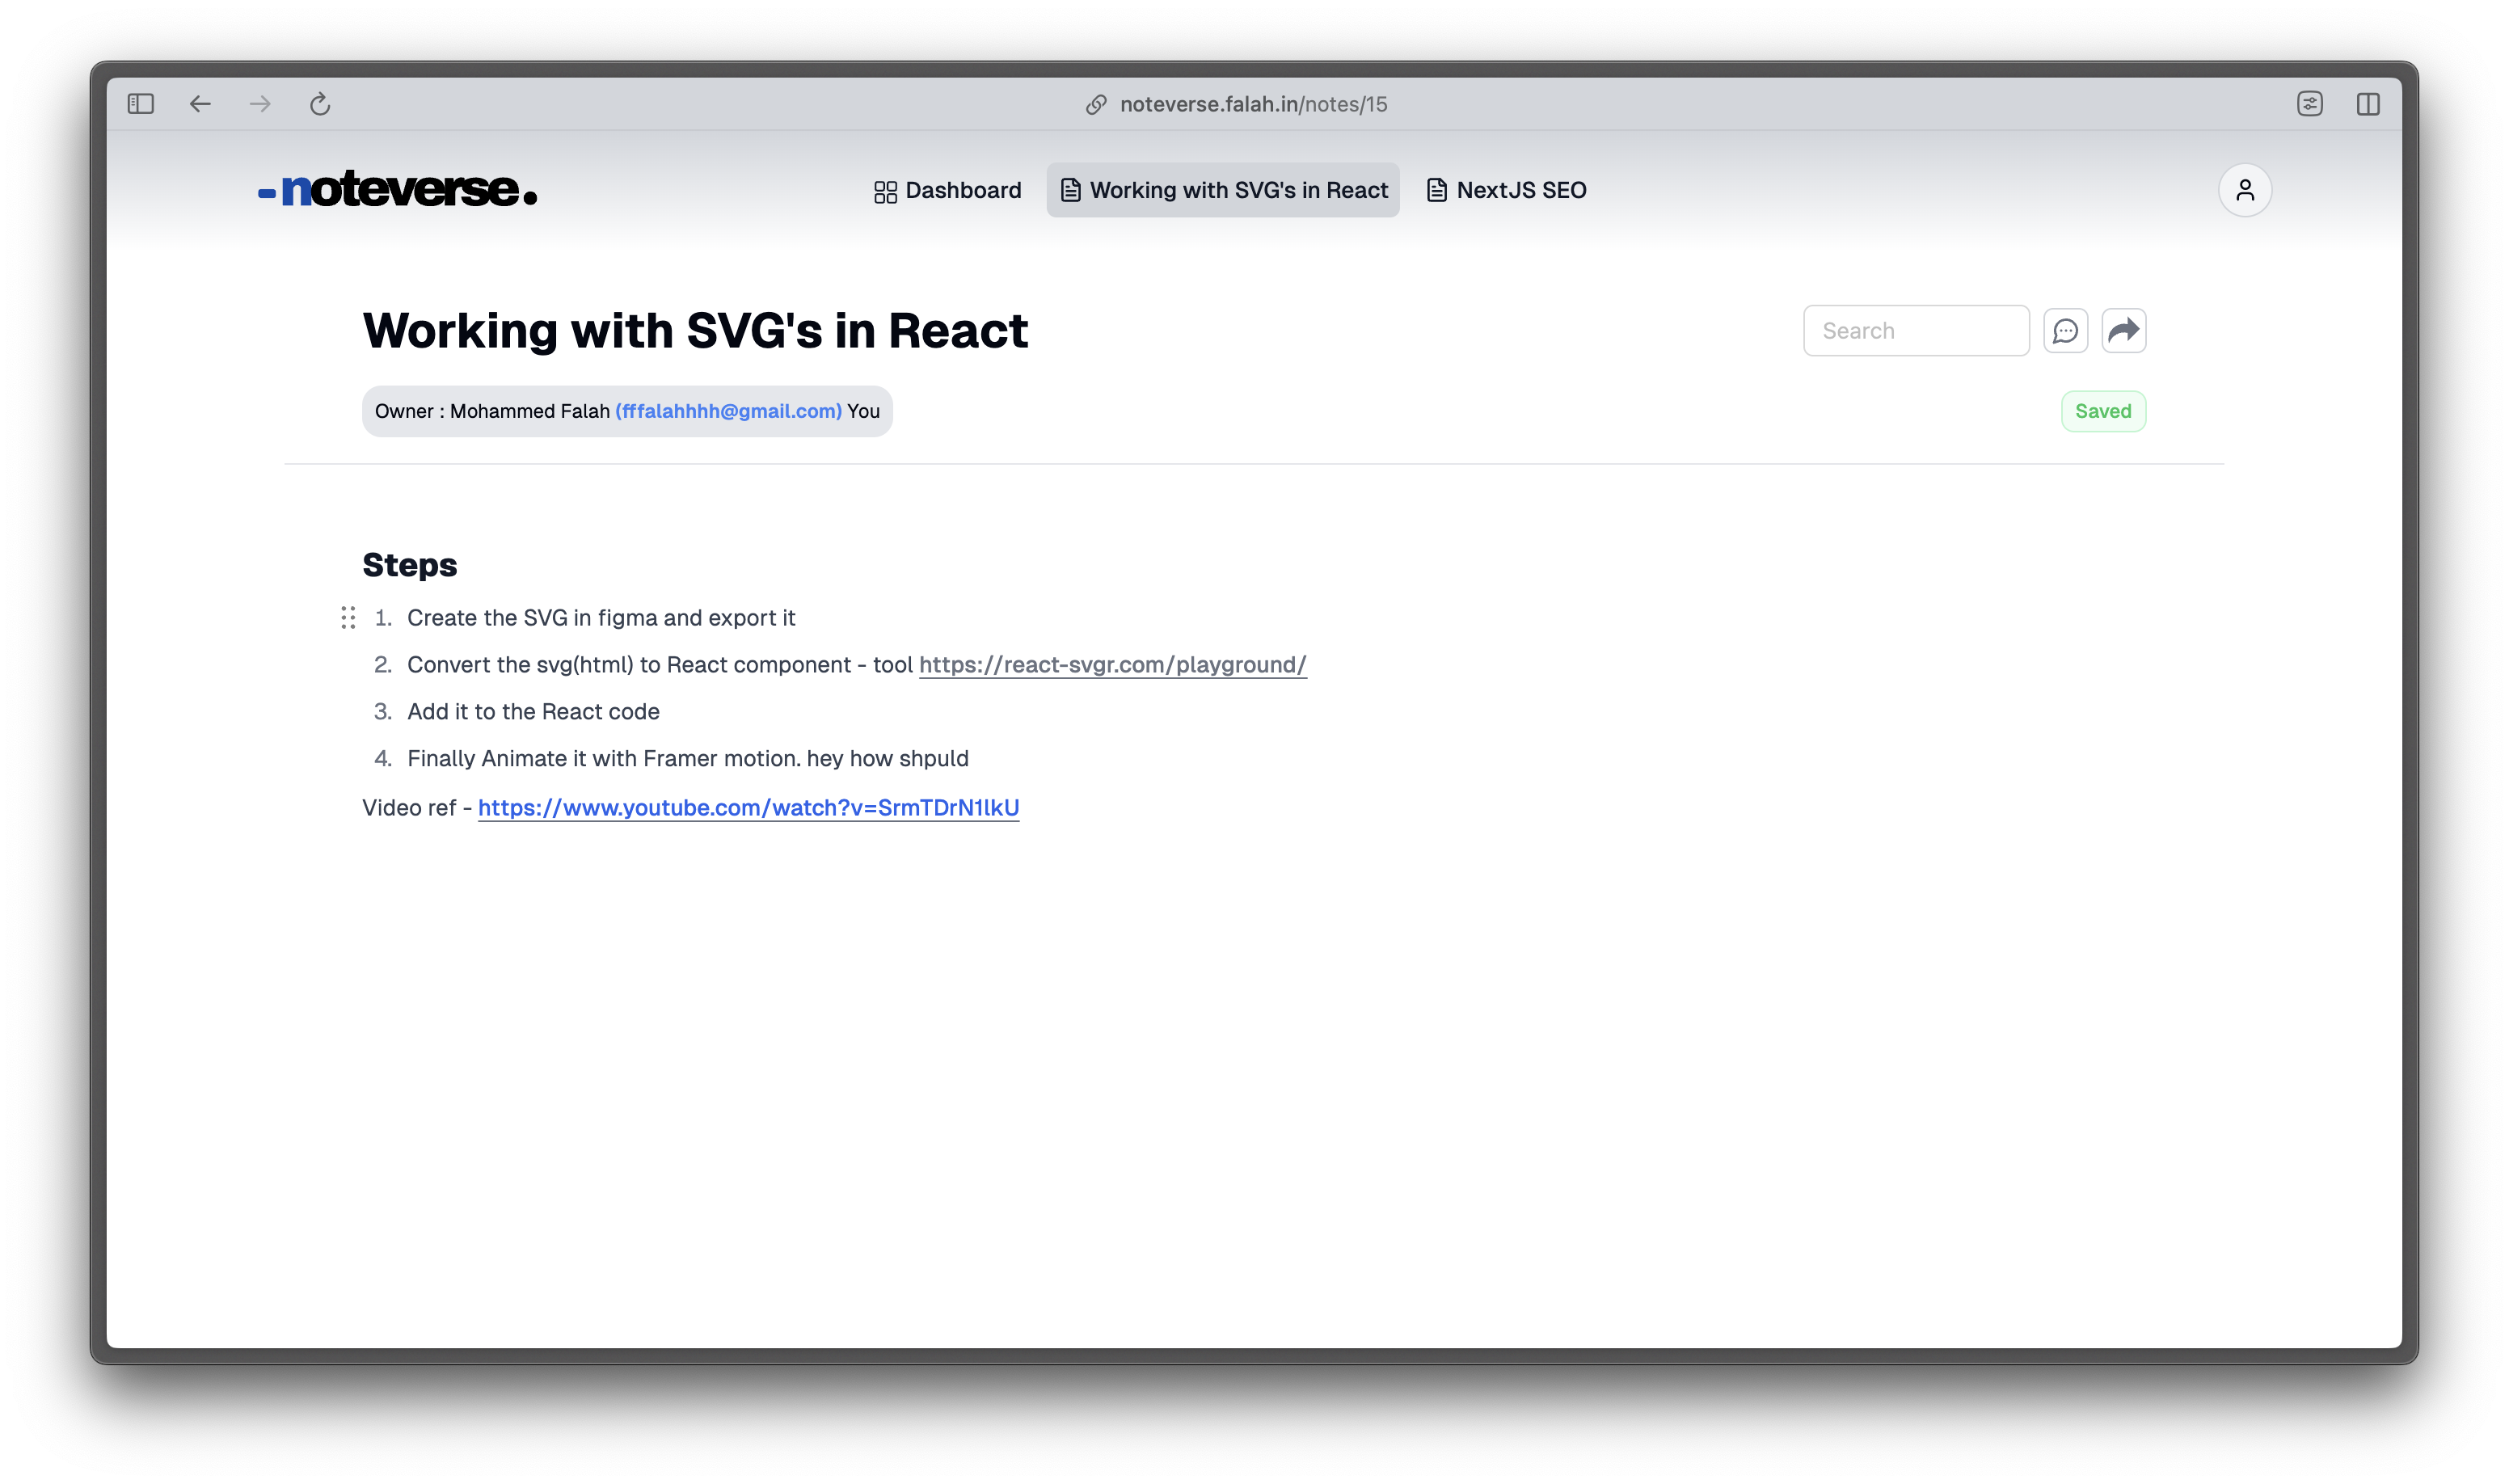 noteverse.falah.in/notes/15
-noteverse.
Dashboard
Working with SVG's in React
NextJS SEO
Working with SVG's in React
Search
Owner : Mohammed Falah (fffalahhhh@gmail.com) You
Saved
Steps
1. Create the SVG in figma and export it
2. Convert the svg(html) to React component - tool https://react-svgr.com/playground/
3. Add it to the React code
4. Finally Animate it with Framer motion. hey how shpuld
Video ref - https://www.youtube.com/watch?v=SrmTDrN1lkU